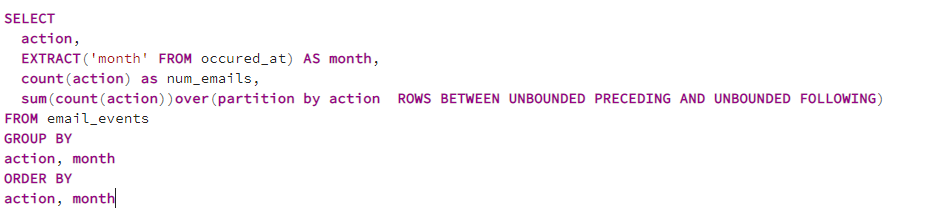 SELECT
action,
EXTRACT('month' FROM occured_at) AS month,
count(action) as num_emails,
sum(count(action))over(partition by action  ROWS BETWEEN UNBOUNDED PRECEDING AND UNBOUNDED FOLLOWING)
FROM email_events
GROUP BY
action, month
ORDER BY
action, month